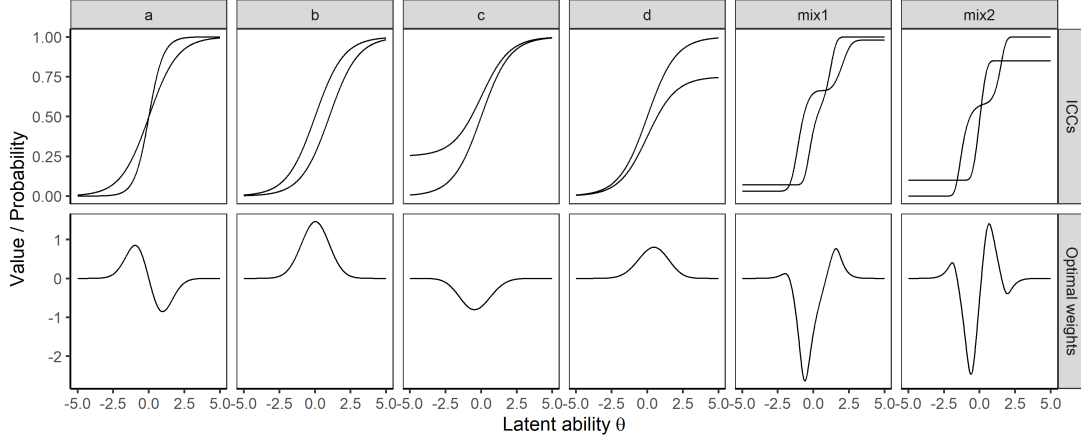 a b c d mix1 mix2
Value / Probability
1.00
0.75
0.50
0.25
0.00
ICCs
1
0
-1
-2
Optimal weights
-5.0 -2.5 0.0 2.5 5.0 -5.0 -2.5 0.0 2.5 5.0 -5.0 -2.5 0.0 2.5 5.0 -5.0 -2.5 0.0 2.5 5.0 -5.0 -2.5 0.0 2.5 5.0 -5.0 -2.5 0.0 2.5 5.0
Latent ability θ